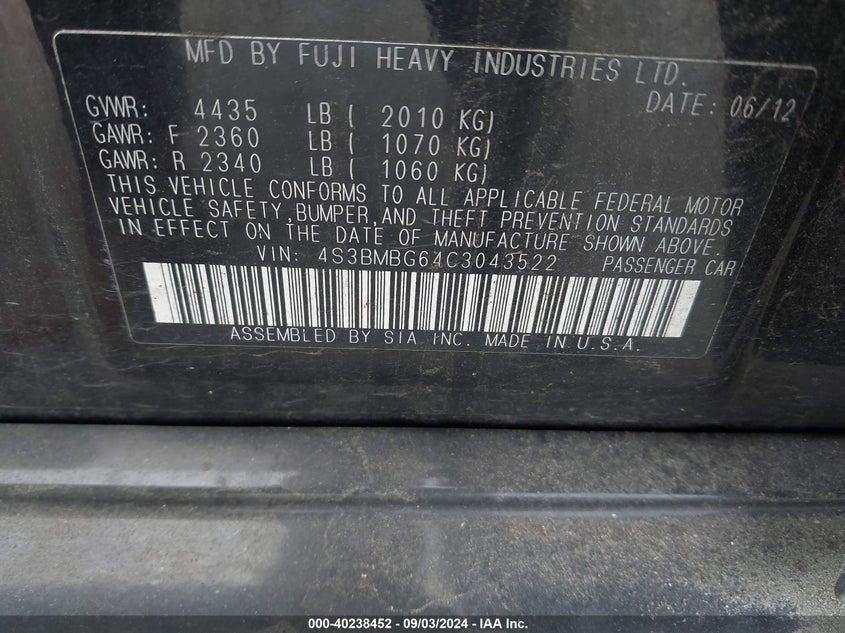 MFD BY FUJI HEAVY INDUSTRIES LTD.
DATE: 06/12
GVWR: 4435 LB ( 2010 KG)
GAWR: F 2360 LB ( 1070 KG)
GAWR: R 2340 LB ( 1060 KG)
THIS VEHICLE CONFORMS TO ALL APPLICABLE FEDERAL MOTOR
VEHICLE SAFETY, BUMPER, AND THEFT PREVENTION STANDARDS
IN EFFECT ON THE DATE OF MANUFACTURE SHOWN ABOVE.
VIN: 4S3BMBG64C3043522 PASSENGER CAR
ASSEMBLED BY SIA INC. MADE IN U.S.A.
000-40238452 - 09/03/2024 - IAA Inc.